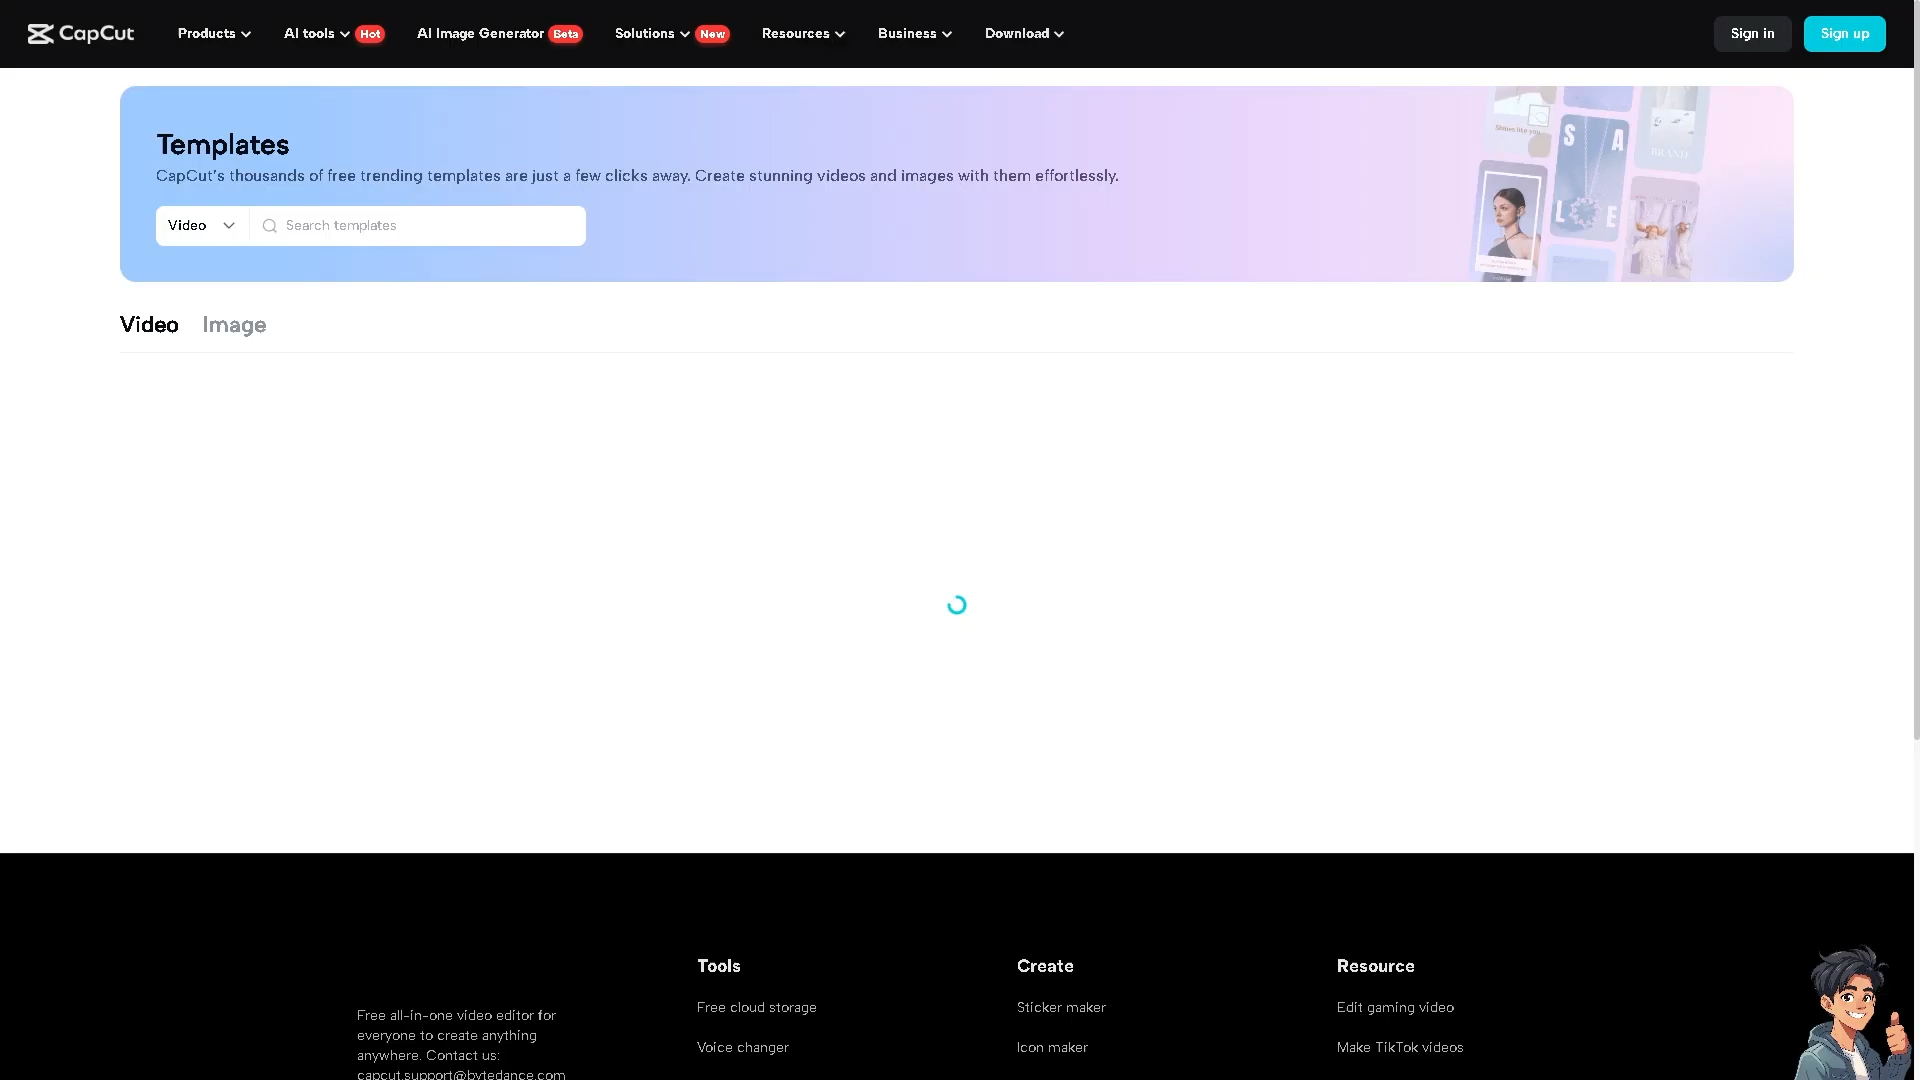 CapCut
Products
AI tools Hot
AI Image Generator Beta
Solutions New
Resources
Business
Download
Sign in
Sign up
Templates
CapCut's thousands of free trending templates are just a few clicks away. Create stunning videos and images with them effortlessly.
Video
Search templates
S A
L E
BRAND
Video
Image
Free all-in-one video editor for
everyone to create anything
anywhere. Contact us:
capcut.support@bytedance.com
Tools
Free cloud storage
Voice changer
Create
Sticker maker
Icon maker
Resource
Edit gaming video
Make TikTok videos